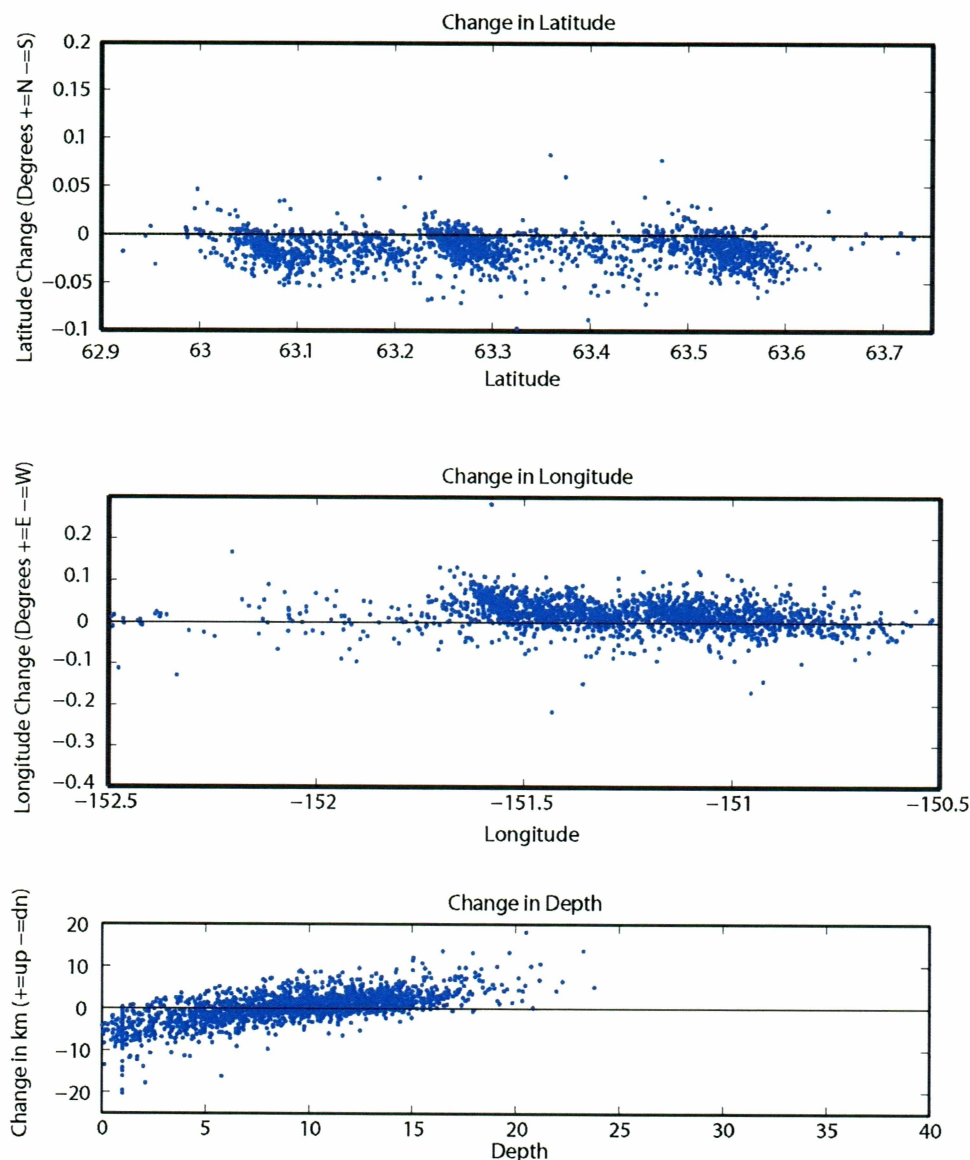 Change in Latitude
Latitude Change (Degrees +=N −=S)
0.2
0.15
0.1
0.05
0
−0.05
−0.1
62.9 63 63.1 63.2 63.3 63.4 63.5 63.6 63.7
Latitude
Change in Longitude
Longitude Change (Degrees +=E −=W)
0.2
0.1
0
−0.1
−0.2
−0.3
−0.4
−152.5 −152 −151.5 −151 −150.5
Longitude
Change in Depth
Change in km (+=up −=dn)
20
10
0
−10
−20
0 5 10 15 20 25 30 35 40
Depth